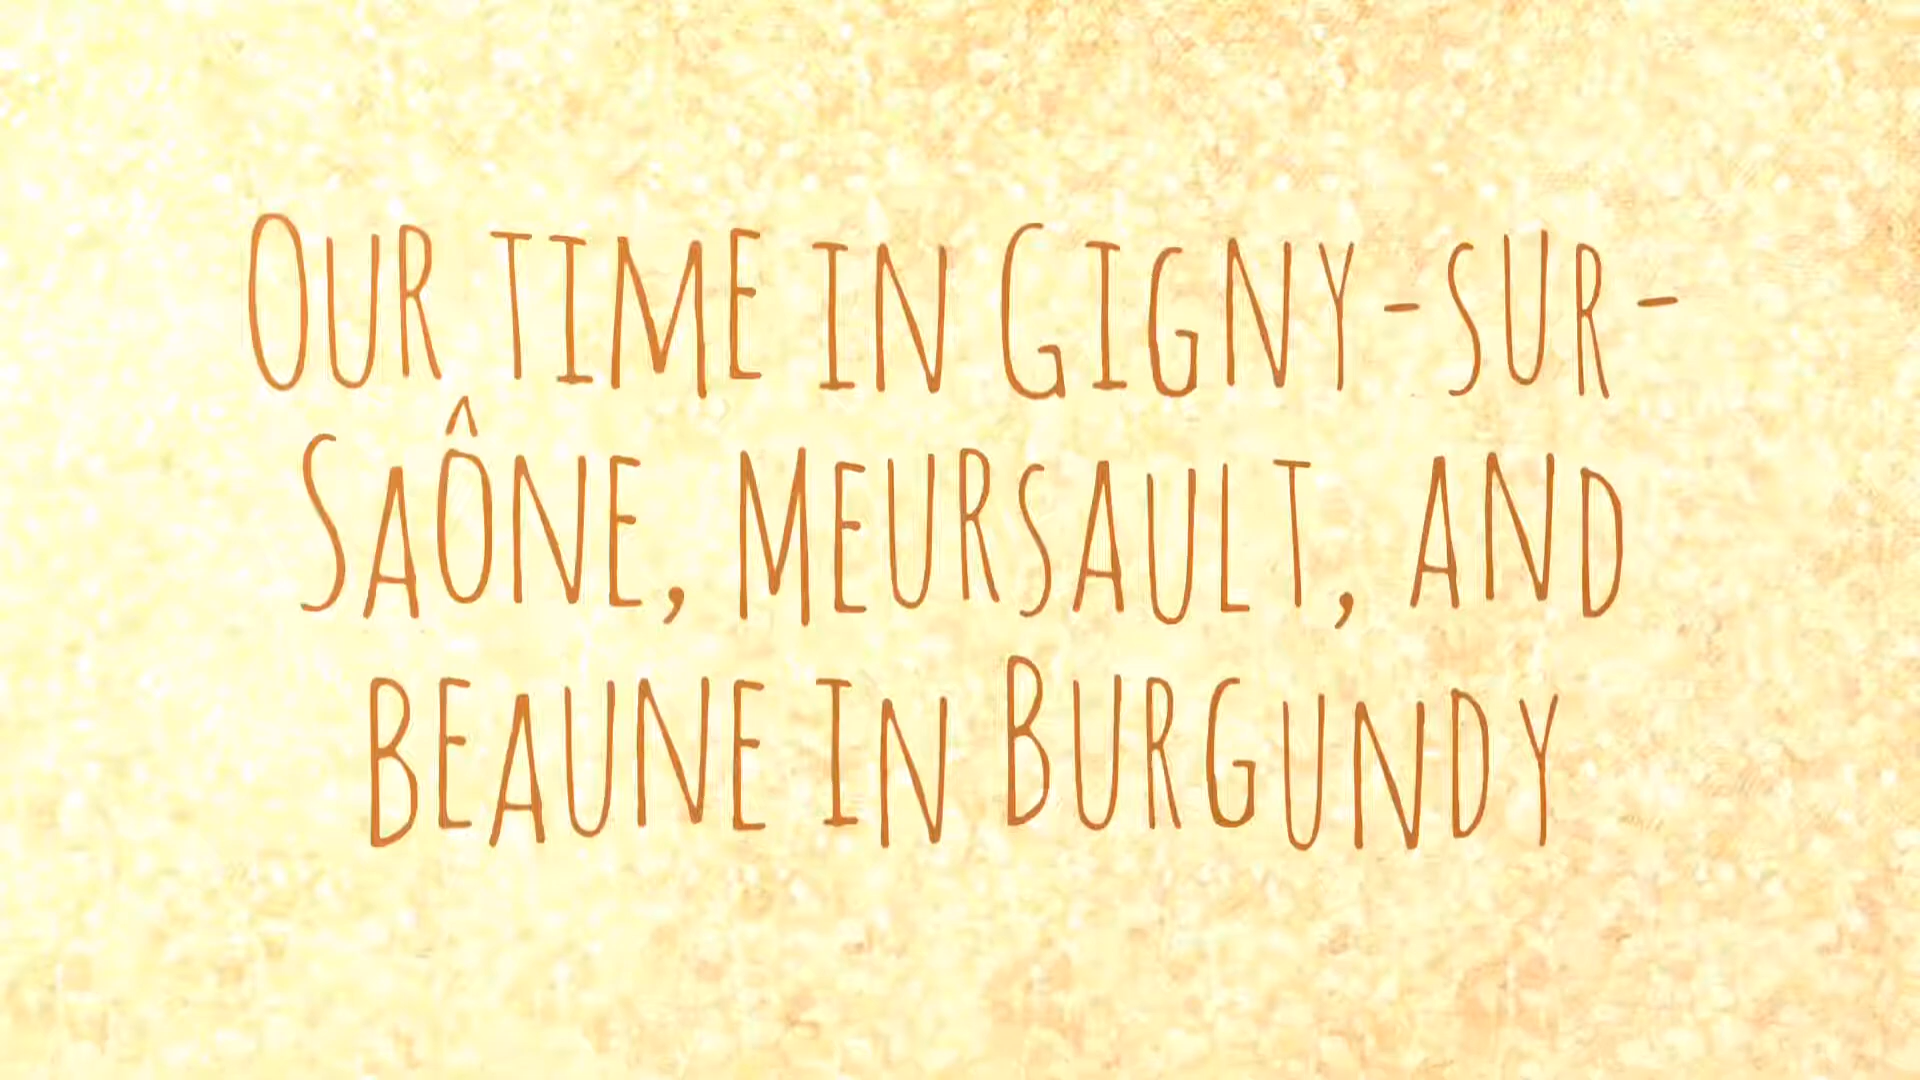 Our time in Gigny-sur-
Saône, Meursault, and
Beaune in Burgundy